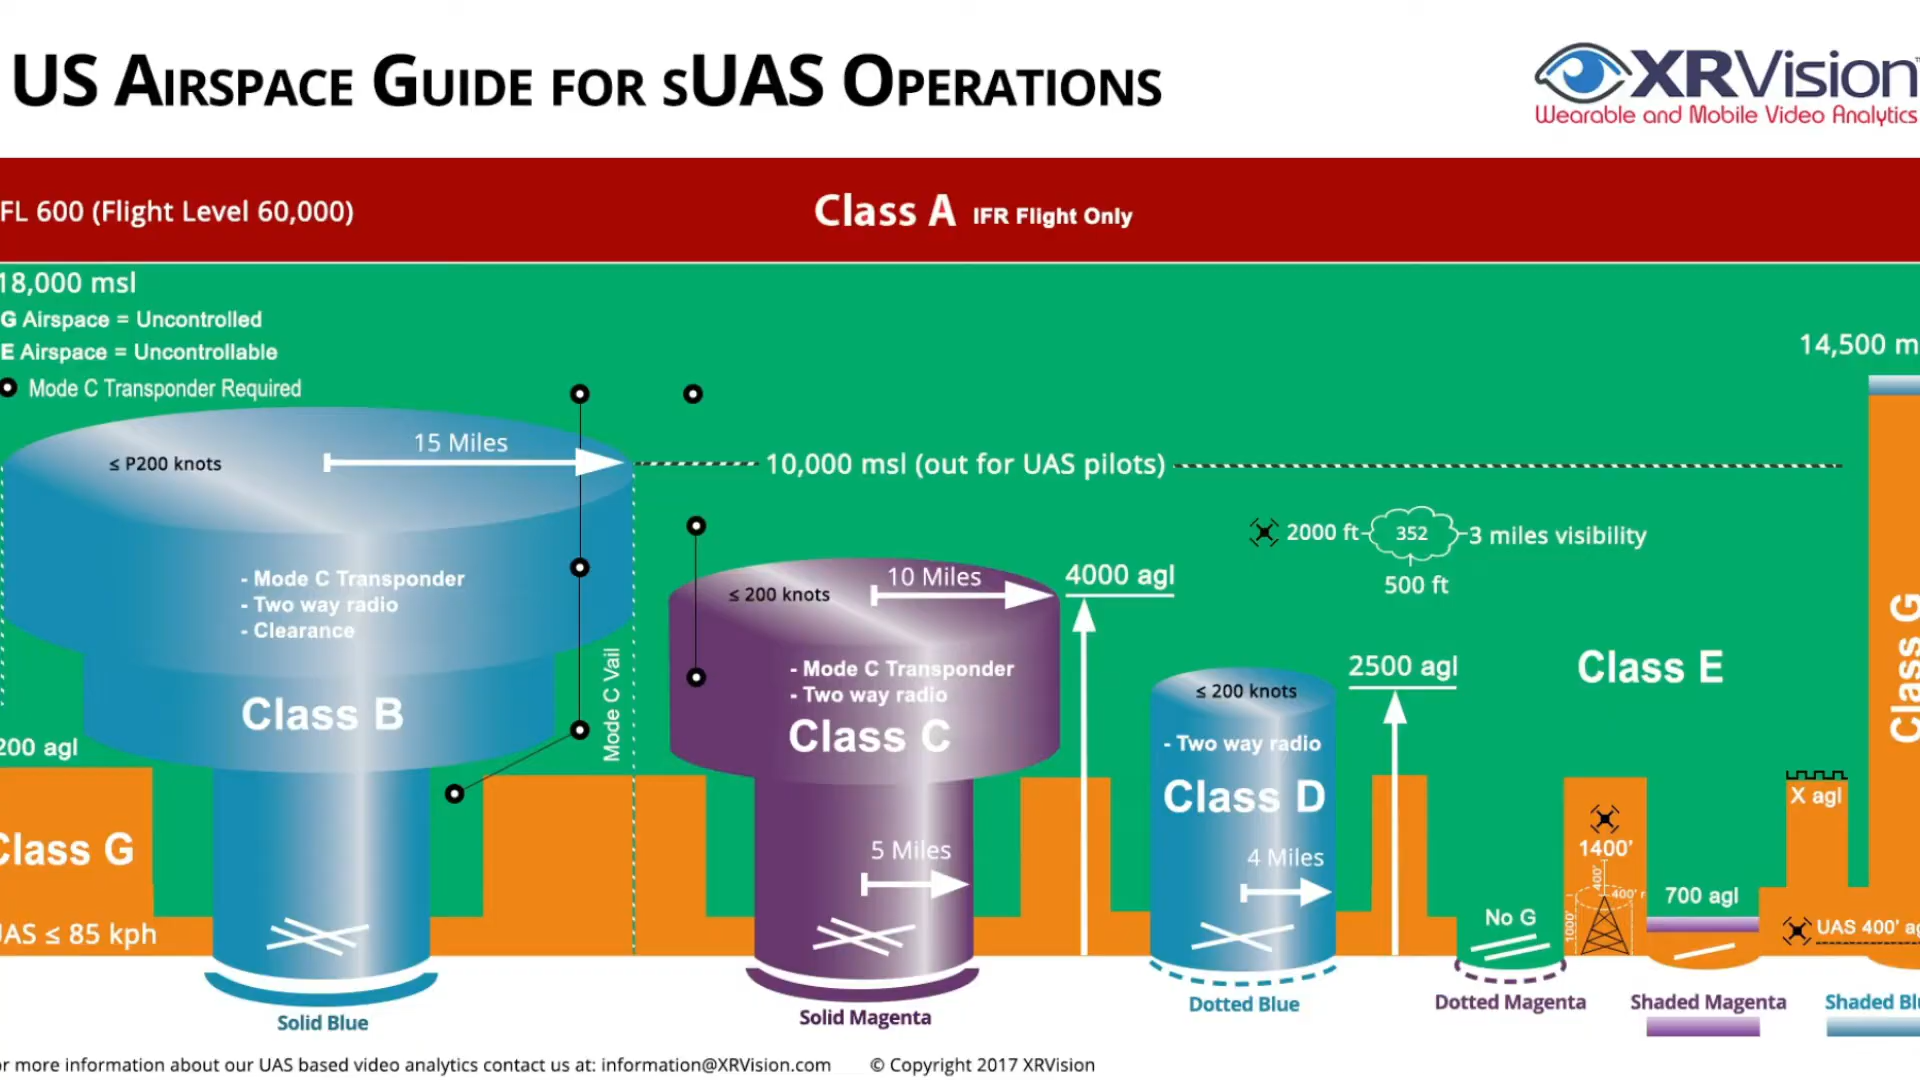 US AIRSPACE GUIDE FOR sUAS OPERATIONS
XRVision
Wearable and Mobile Video Analytics
FL 600 (Flight Level 60,000)
Class A IFR Flight Only
18,000 msl
G Airspace = Uncontrolled
E Airspace = Uncontrollable
Mode C Transponder Required
14,500 m
≤ P200 knots
15 Miles
10,000 msl (out for UAS pilots)
2000 ft
352
3 miles visibility
500 ft
- Mode C Transponder
- Two way radio
- Clearance
Class B
Mode C Vail
≤ 200 knots
10 Miles
4000 agl
- Mode C Transponder
- Two way radio
Class C
5 Miles
2500 agl
≤ 200 knots
- Two way radio
Class D
4 Miles
Class E
Class G
200 agl
Class G
UAS ≤ 85 kph
No G
1400'
400'
400' r
1000'
700 agl
X agl
UAS 400' ag
Solid Blue
Solid Magenta
Dotted Blue
Dotted Magenta
Shaded Magenta
Shaded Blu
or more information about our UAS based video analytics contact us at: information@XRVision.com
© Copyright 2017 XRVision